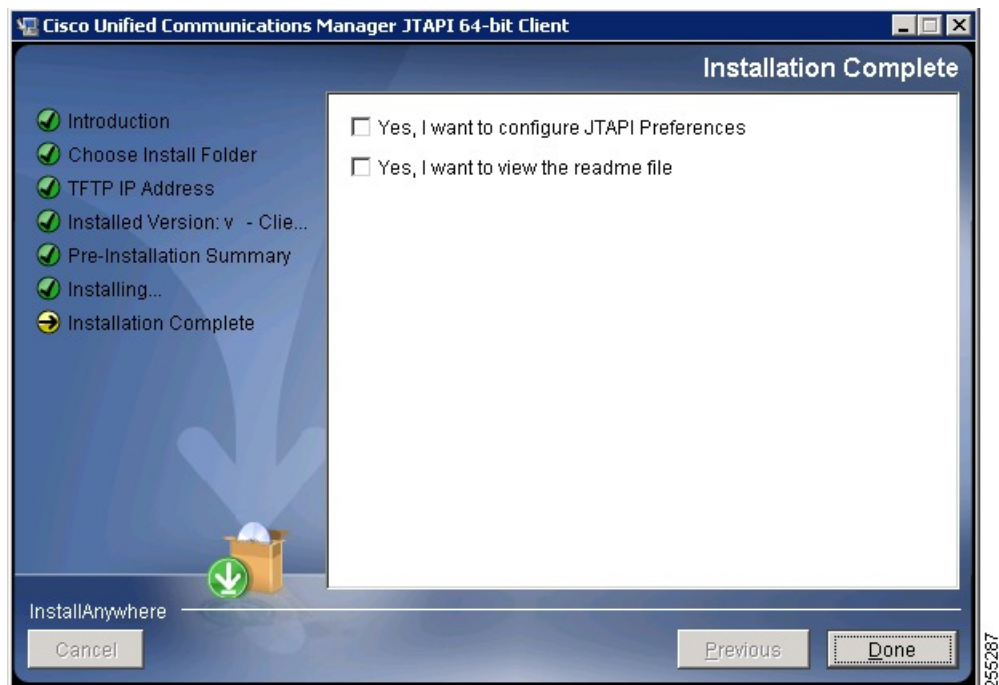 Cisco Unified Communications Manager JTAPI 64-bit Client
Installation Complete
Introduction
Choose Install Folder
TFTP IP Address
Installed Version: v - Clie...
Pre-Installation Summary
Installing...
Installation Complete
Yes, I want to configure JTAPI Preferences
Yes, I want to view the readme file
InstallAnywhere
Cancel
Previous
Done
255287